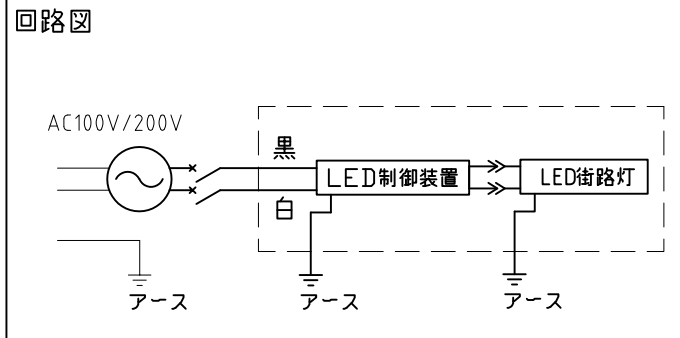 回路図
AC100V/200V
黒
LED制御装置
LED街路灯
白
アース
アース
アース